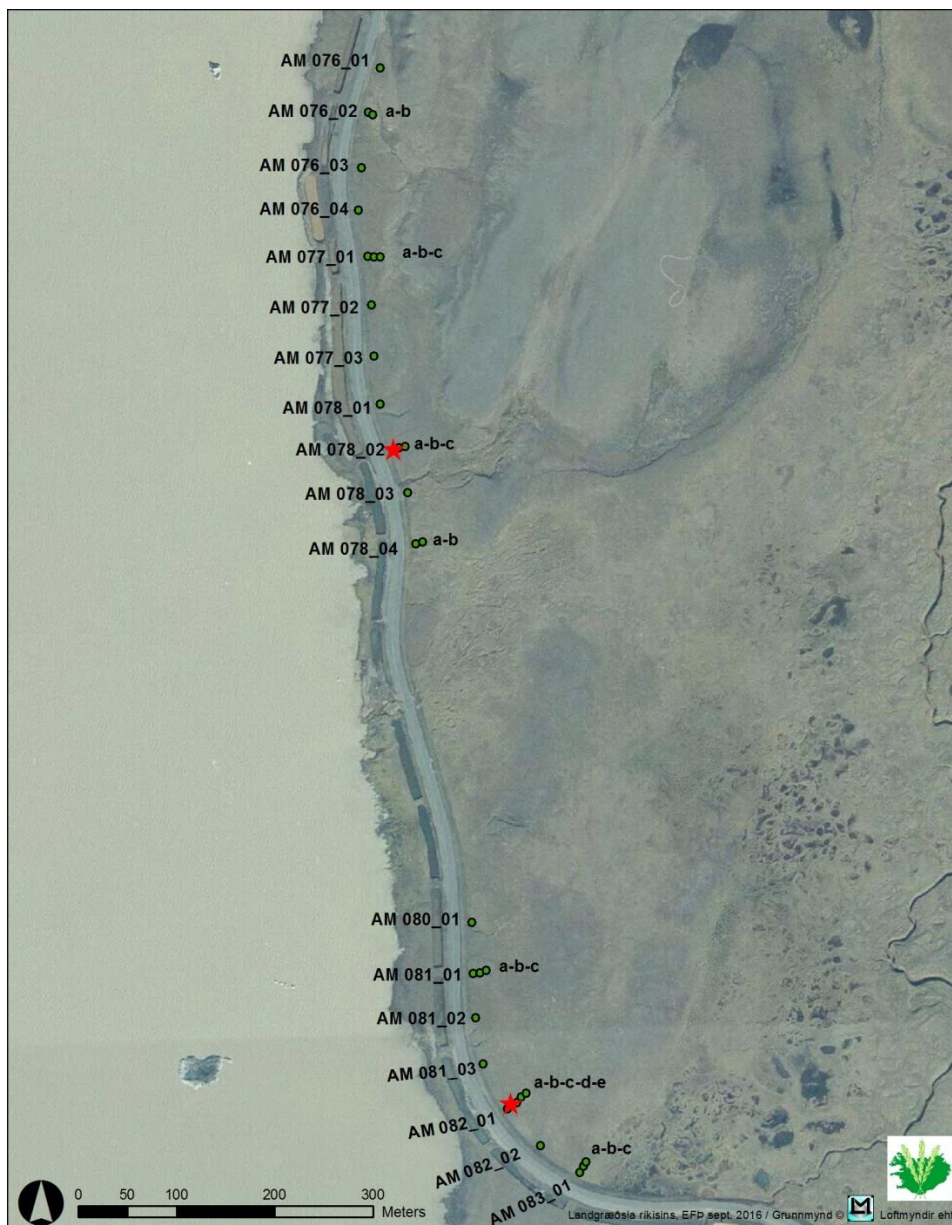 AM 076_01
AM 076_02 a-b
AM 076_03
AM 076_04
AM 077_01 a-b-c
AM 077_02
AM 077_03
AM 078_01
AM 078_02 a-b-c
AM 078_03
AM 078_04 a-b
AM 080_01
AM 081_01 a-b-c
AM 081_02
AM 081_03
AM 082_01 a-b-c-d-e
AM 082_02
AM 083_01 a-b-c
0 50 100 200 300
Meters
Landgræðsla ríkisins, EFÞ sept. 2016 / Grunnmynd © M Loftmyndir ehf